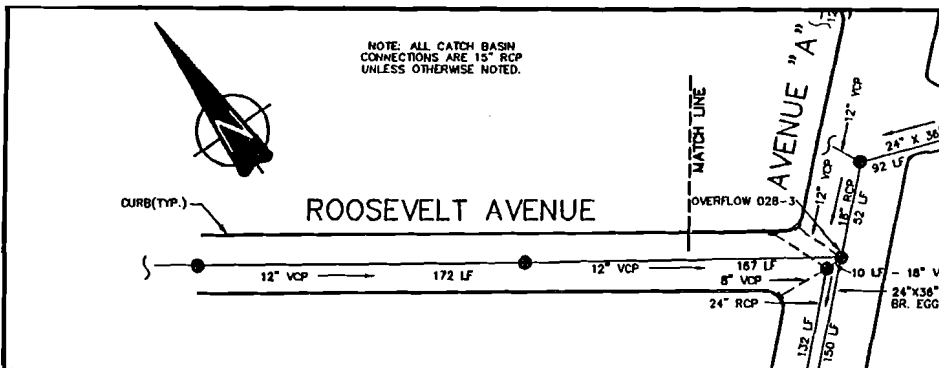 NOTE: ALL CATCH BASIN
CONNECTIONS ARE 15" RCP
UNLESS OTHERWISE NOTED.
MATCH LINE
AVENUE "A"
12" VCP
24" X 36
92 LF
12" VCP
18" RCP
52 LF
CURB(TYP.)
ROOSEVELT AVENUE
OVERFLOW 028-3
12" VCP
172 LF
12" VCP
167 LF
8" VCP
10 LF - 18" V
24" RCP
24"X36"
BR. EGG
132 LF
150 LF